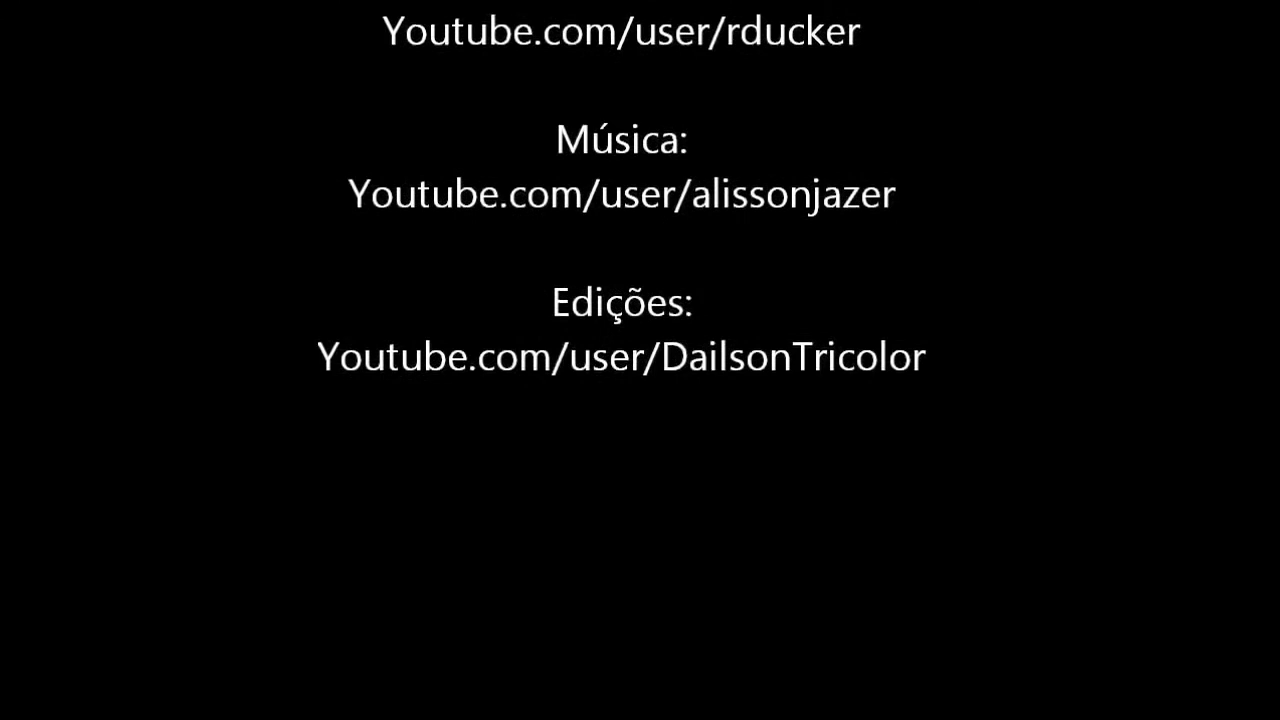 Youtube.com/user/rducker
Música:
Youtube.com/user/alissonjazer
Edições:
Youtube.com/user/DailsonTricolor